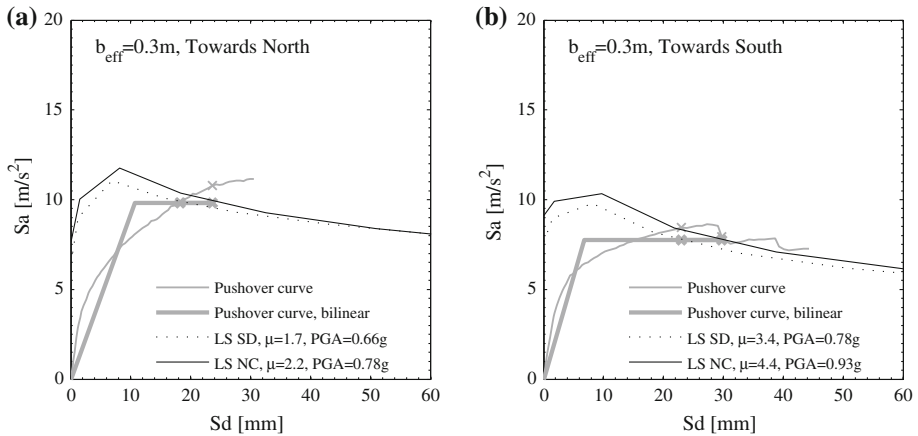 (a)
b_eff=0.3m, Towards North
20
15
10
5
0
Sa [m/s²]
Pushover curve
Pushover curve, bilinear
LS SD, μ=1.7, PGA=0.66g
LS NC, μ=2.2, PGA=0.78g
0 10 20 30 40 50 60
Sd [mm]
(b)
b_eff=0.3m, Towards South
20
15
10
5
0
Sa [m/s²]
Pushover curve
Pushover curve, bilinear
LS SD, μ=3.4, PGA=0.78g
LS NC, μ=4.4, PGA=0.93g
0 10 20 30 40 50 60
Sd [mm]